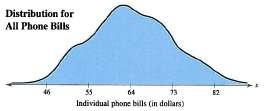 Distribution for
All Phone Bills
x
46 55 64 73 82
Individual phone bills (in dollars)